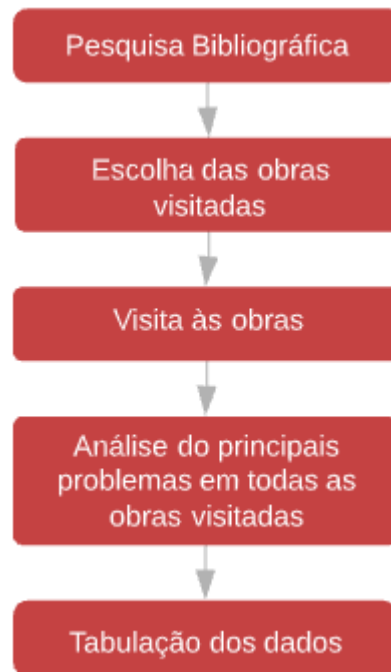 Pesquisa Bibliográfica
Escolha das obras
visitadas
Visita às obras
Análise do principais
problemas em todas as
obras visitadas
Tabulação dos dados